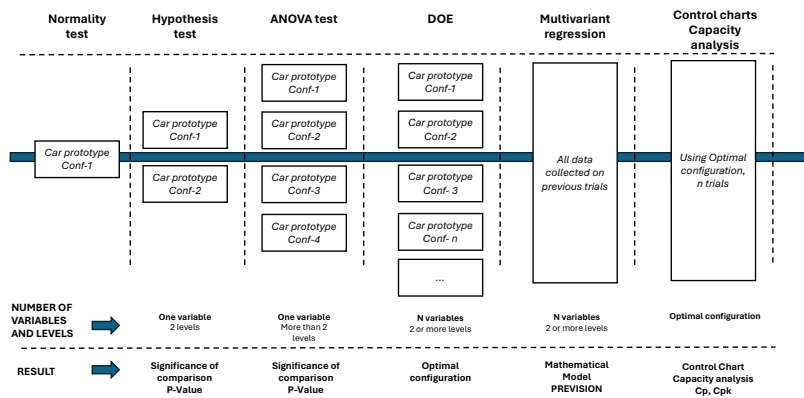 Normality
test
Hypothesis
test
ANOVA test
DOE
Multivariant
regression
Control charts
Capacity
analysis
Car prototype
Conf-1
Car prototype
Conf-1
Car prototype
Conf-2
Car prototype
Conf-1
Car prototype
Conf-2
Car prototype
Conf-3
Car prototype
Conf-4
Car prototype
Conf-1
Car prototype
Conf-2
Car prototype
Conf- 3
Car prototype
Conf- n
...
All data
collected on
previous trials
Using Optimal
configuration,
n trials
NUMBER OF
VARIABLES
AND LEVELS
One variable
2 levels
One variable
More than 2
levels
N variables
2 or more levels
N variables
2 or more levels
Optimal configuration
RESULT
Significance of
comparison
P-Value
Significance of
comparison
P-Value
Optimal
configuration
Mathematical
Model
PREVISION
Control Chart
Capacity analysis
Cp, Cpk